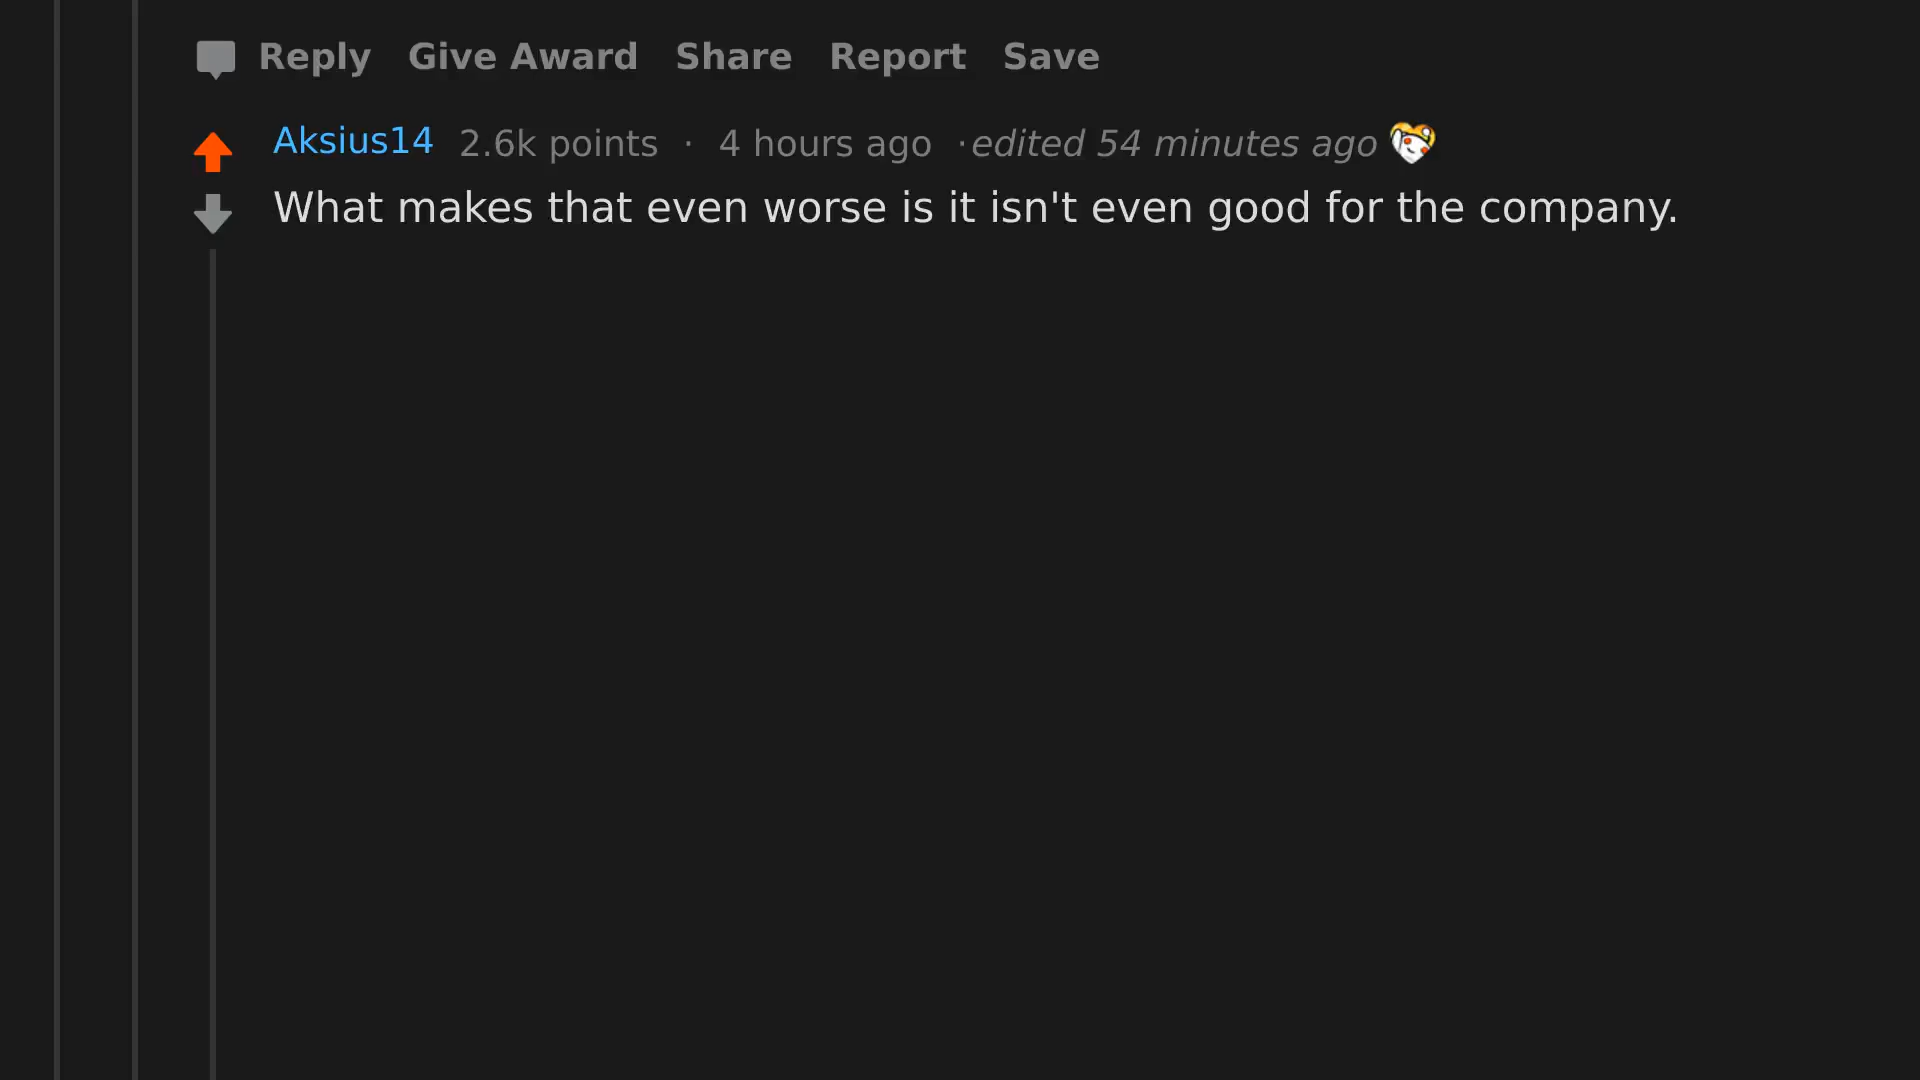 Reply Give Award Share Report Save
Aksius14 2.6k points · 4 hours ago ·edited 54 minutes ago
What makes that even worse is it isn't even good for the company.